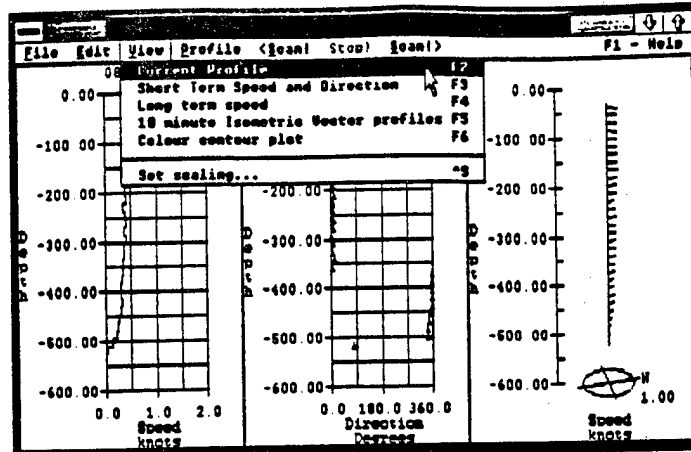 File Edit View Profile <Scan! Stop! Scan!> F1 - Help
Current Profile F2
Short Term Speed and Direction F3
Long term speed F4
10 minute Isometric Vector profiles F5
Colour contour plot F6
Set scaling... ^S
08
0.00
-100 00
-200.00
-300.00
-400.00
-500.00
-600.00
Depth
0.0 1.0 2.0
Speed
knots
-200.00
-300.00
-400.00
-500.00
-600.00
Depth
0.0 180.0 360.0
Direction
Degrees
0.00
-100 00
-200 00
-300.00
-400.00
-500.00
-600.00
N
1.00
Speed
knots